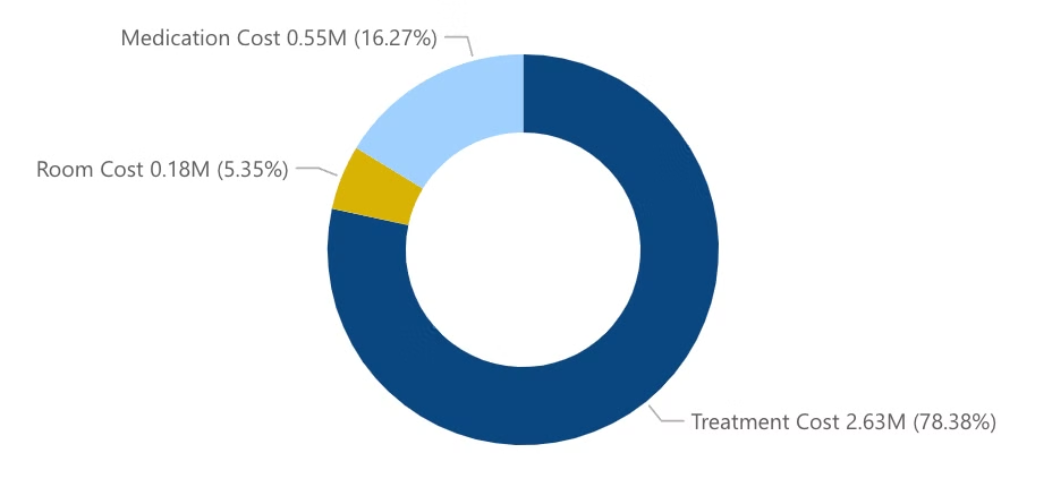 Medication Cost 0.55M (16.27%)
Room Cost 0.18M (5.35%)
Treatment Cost 2.63M (78.38%)